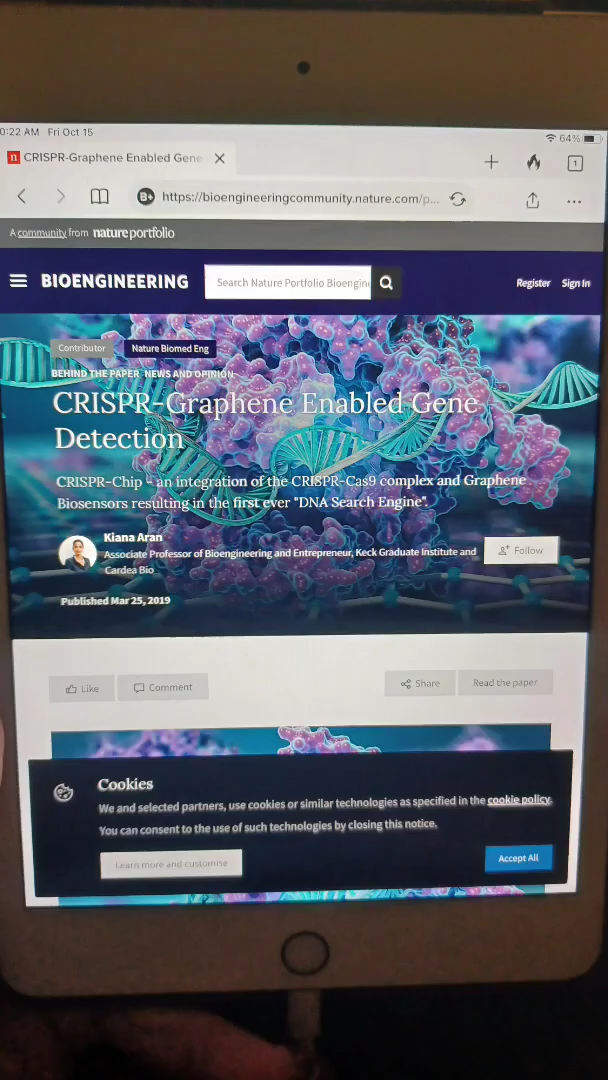 0:22 AM Fri Oct 15
64%
n CRISPR-Graphene Enabled Gene
1
B+ https://bioengineeringcommunity.nature.com/p...
A community from nature portfolio
BIOENGINEERING
Search Nature Portfolio Bioengine
Register Sign In
Contributor Nature Biomed Eng
BEHIND THE PAPER NEWS AND OPINION
CRISPR-Graphene Enabled Gene
Detection
CRISPR-Chip - an integration of the CRISPR-Cas9 complex and Graphene
Biosensors resulting in the first ever "DNA Search Engine".
Kiana Aran
Associate Professor of Bioengineering and Entrepreneur, Keck Graduate Institute and
Cardea Bio
Follow
Published Mar 25, 2019
Like Comment Share Read the paper
Cookies
We and selected partners, use cookies or similar technologies as specified in the cookie policy.
You can consent to the use of such technologies by closing this notice.
Learn more and customise Accept All